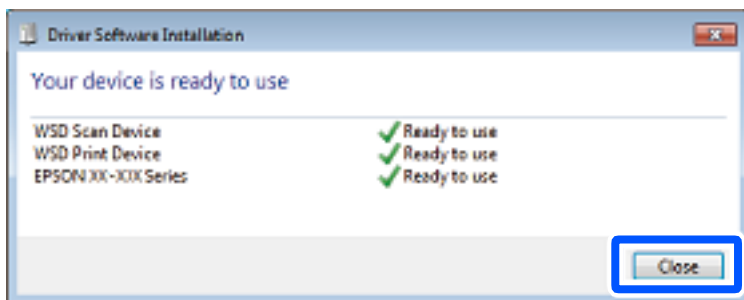 Driver Software Installation
Your device is ready to use
WSD Scan Device Ready to use
WSD Print Device Ready to use
EPSON XX-XXX Series Ready to use
Close